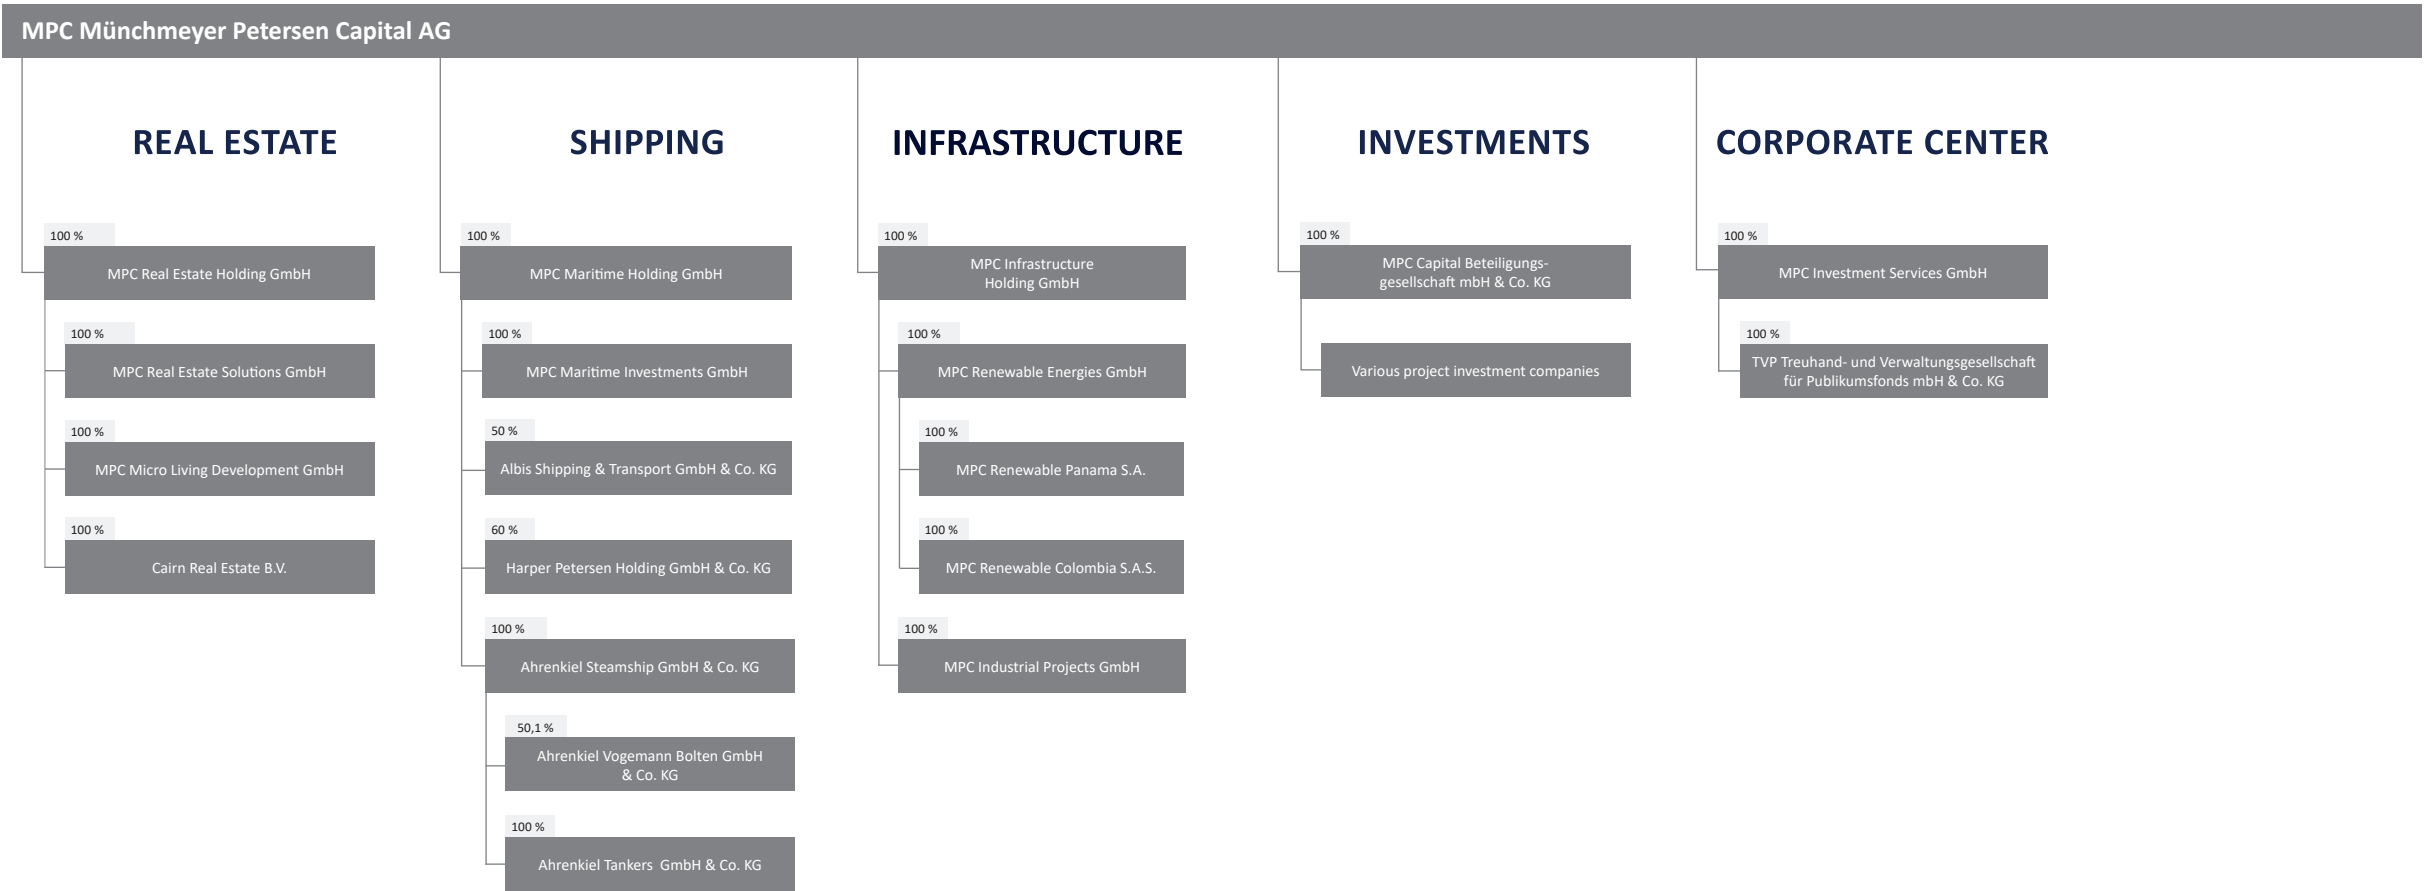 MPC Münchmeyer Petersen Capital AG
REAL ESTATE
100 %
MPC Real Estate Holding GmbH
100 %
MPC Real Estate Solutions GmbH
100 %
MPC Micro Living Development GmbH
100 %
Cairn Real Estate B.V.
SHIPPING
100 %
MPC Maritime Holding GmbH
100 %
MPC Maritime Investments GmbH
50 %
Albis Shipping & Transport GmbH & Co. KG
60 %
Harper Petersen Holding GmbH & Co. KG
100 %
Ahrenkiel Steamship GmbH & Co. KG
50,1 %
Ahrenkiel Vogemann Bolten GmbH
& Co. KG
100 %
Ahrenkiel Tankers  GmbH & Co. KG
INFRASTRUCTURE
100 %
MPC Infrastructure
Holding GmbH
100 %
MPC Renewable Energies GmbH
100 %
MPC Renewable Panama S.A.
100 %
MPC Renewable Colombia S.A.S.
100 %
MPC Industrial Projects GmbH
INVESTMENTS
100 %
MPC Capital Beteiligungs-
gesellschaft mbH & Co. KG
Various project investment companies
CORPORATE CENTER
100 %
MPC Investment Services GmbH
100 %
TVP Treuhand- und Verwaltungsgesellschaft
für Publikumsfonds mbH & Co. KG